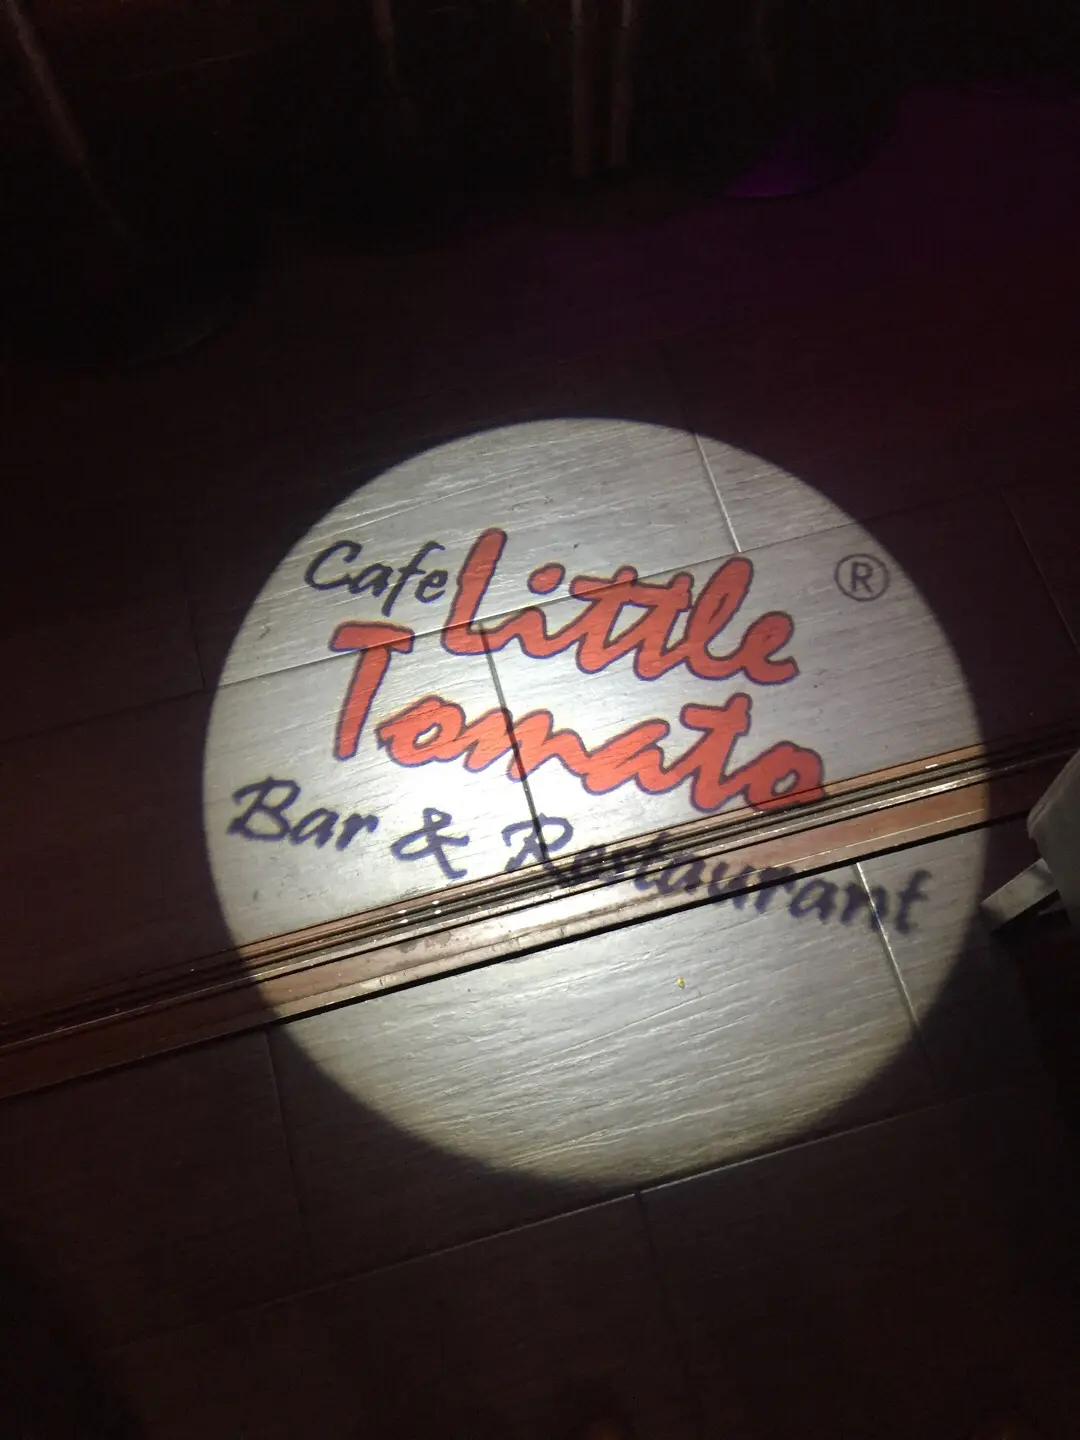 Cafe Little ®
Tomato
Bar & Restaurant